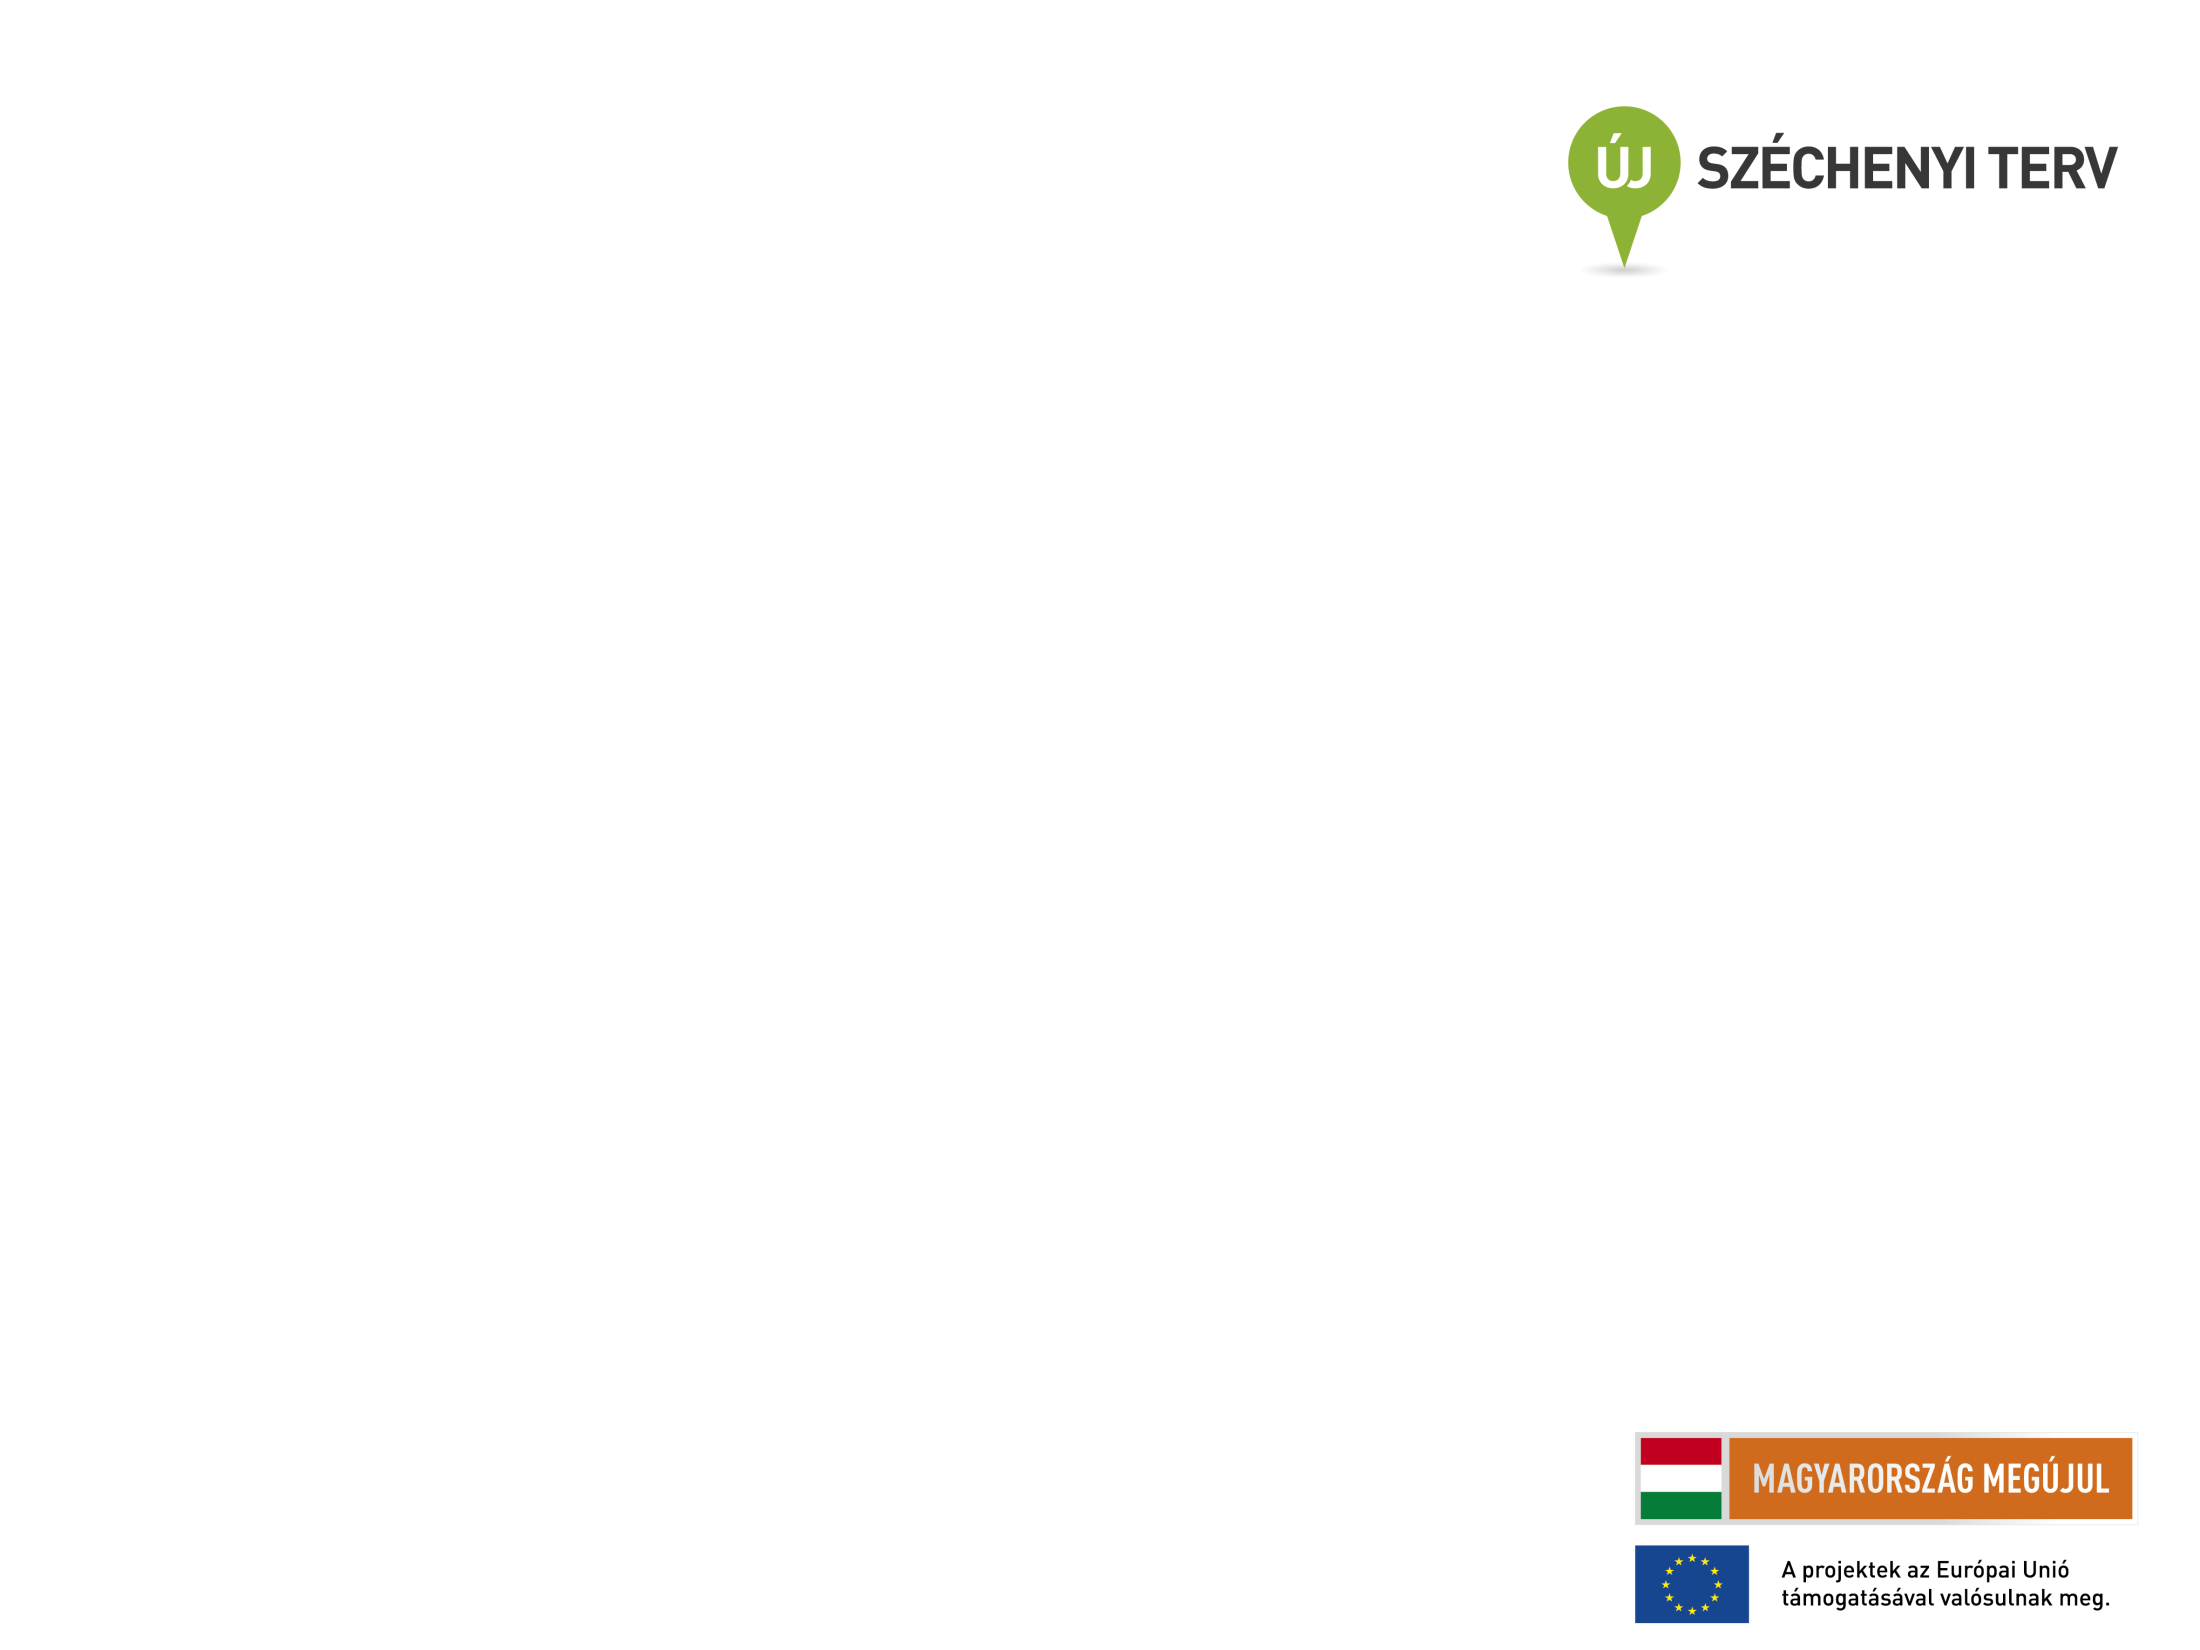 ÚJ SZÉCHENYI TERV
MAGYARORSZÁG MEGÚJUL
A projektek az Európai Unió
támogatásával valósulnak meg.